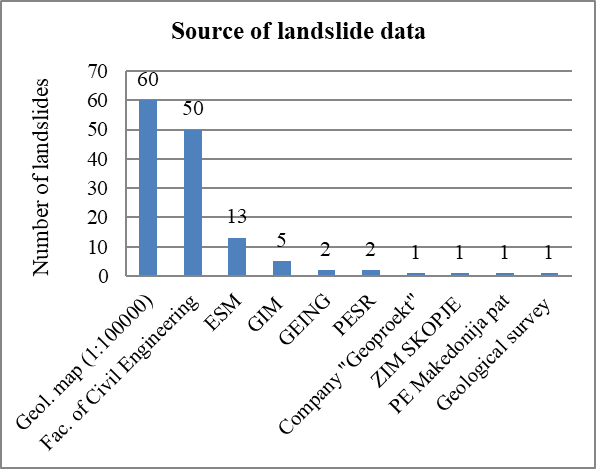 Source of landslide data
Number of landslides
70
60
50
40
30
20
10
0
60
50
13
5
2
2
1
1
1
1
Geol. map (1:100000)
Fac. of Civil Engineering
ESM
GIM
GEING
PESR
Company "Geoproekt"
ZIM SKOPJE
PE Makedonija pat
Geological survey